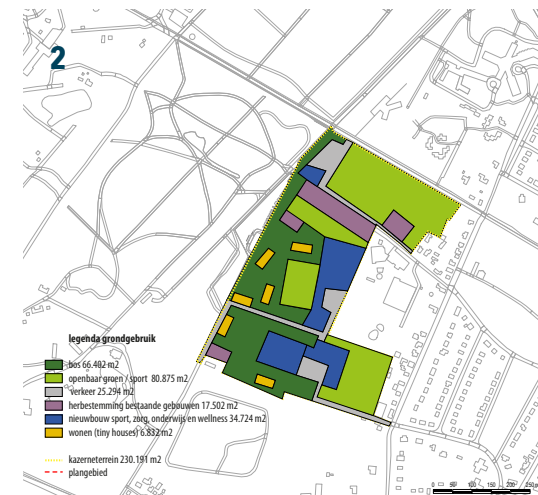 2
legenda grondgebruik
bos 66.402 m2
openbaar groen / sport 80.875 m2
verkeer 25.294 m2
herbestemming bestaande gebouwen 17.502 m2
nieuwbouw sport, zorg, onderwijs en wellness 34.724 m2
wonen (tiny houses) 6.832 m2
kazerneterrein 230.191 m2
plangebied
0 50 100 150 200 250 m